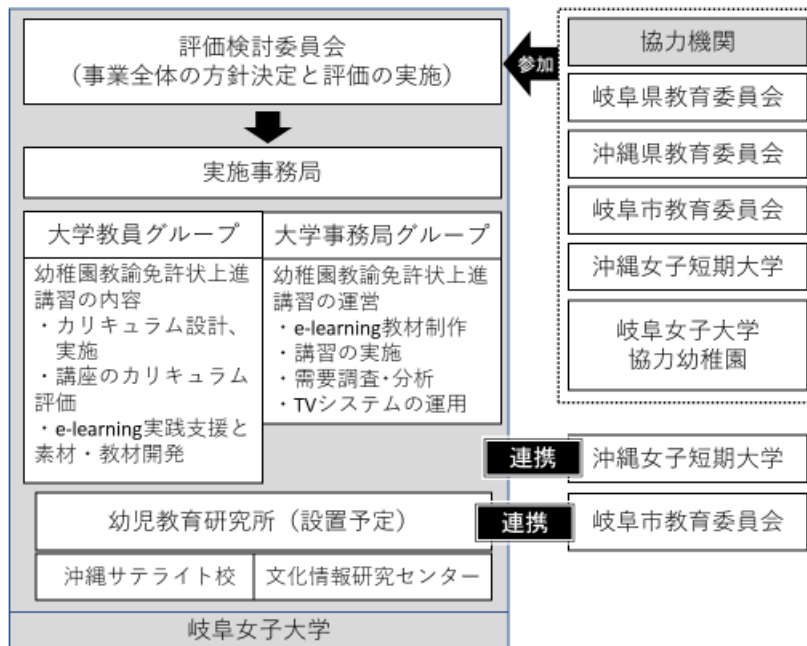 評価検討委員会
（事業全体の方針決定と評価の実施）
実施事務局
大学教員グループ
幼稚園教諭免許状上進
講習の内容
・カリキュラム設計、
実施
・講座のカリキュラム
評価
・e-learning実践支援と
素材・教材開発
大学事務局グループ
幼稚園教諭免許状上進
講習の運営
・e-learning教材制作
・講習の実施
・需要調査･分析
・TVシステムの運用
幼児教育研究所（設置予定）
沖縄サテライト校
文化情報研究センター
岐阜女子大学
参加
協力機関
岐阜県教育委員会
沖縄県教育委員会
岐阜市教育委員会
沖縄女子短期大学
岐阜女子大学
協力幼稚園
連携
沖縄女子短期大学
連携
岐阜市教育委員会